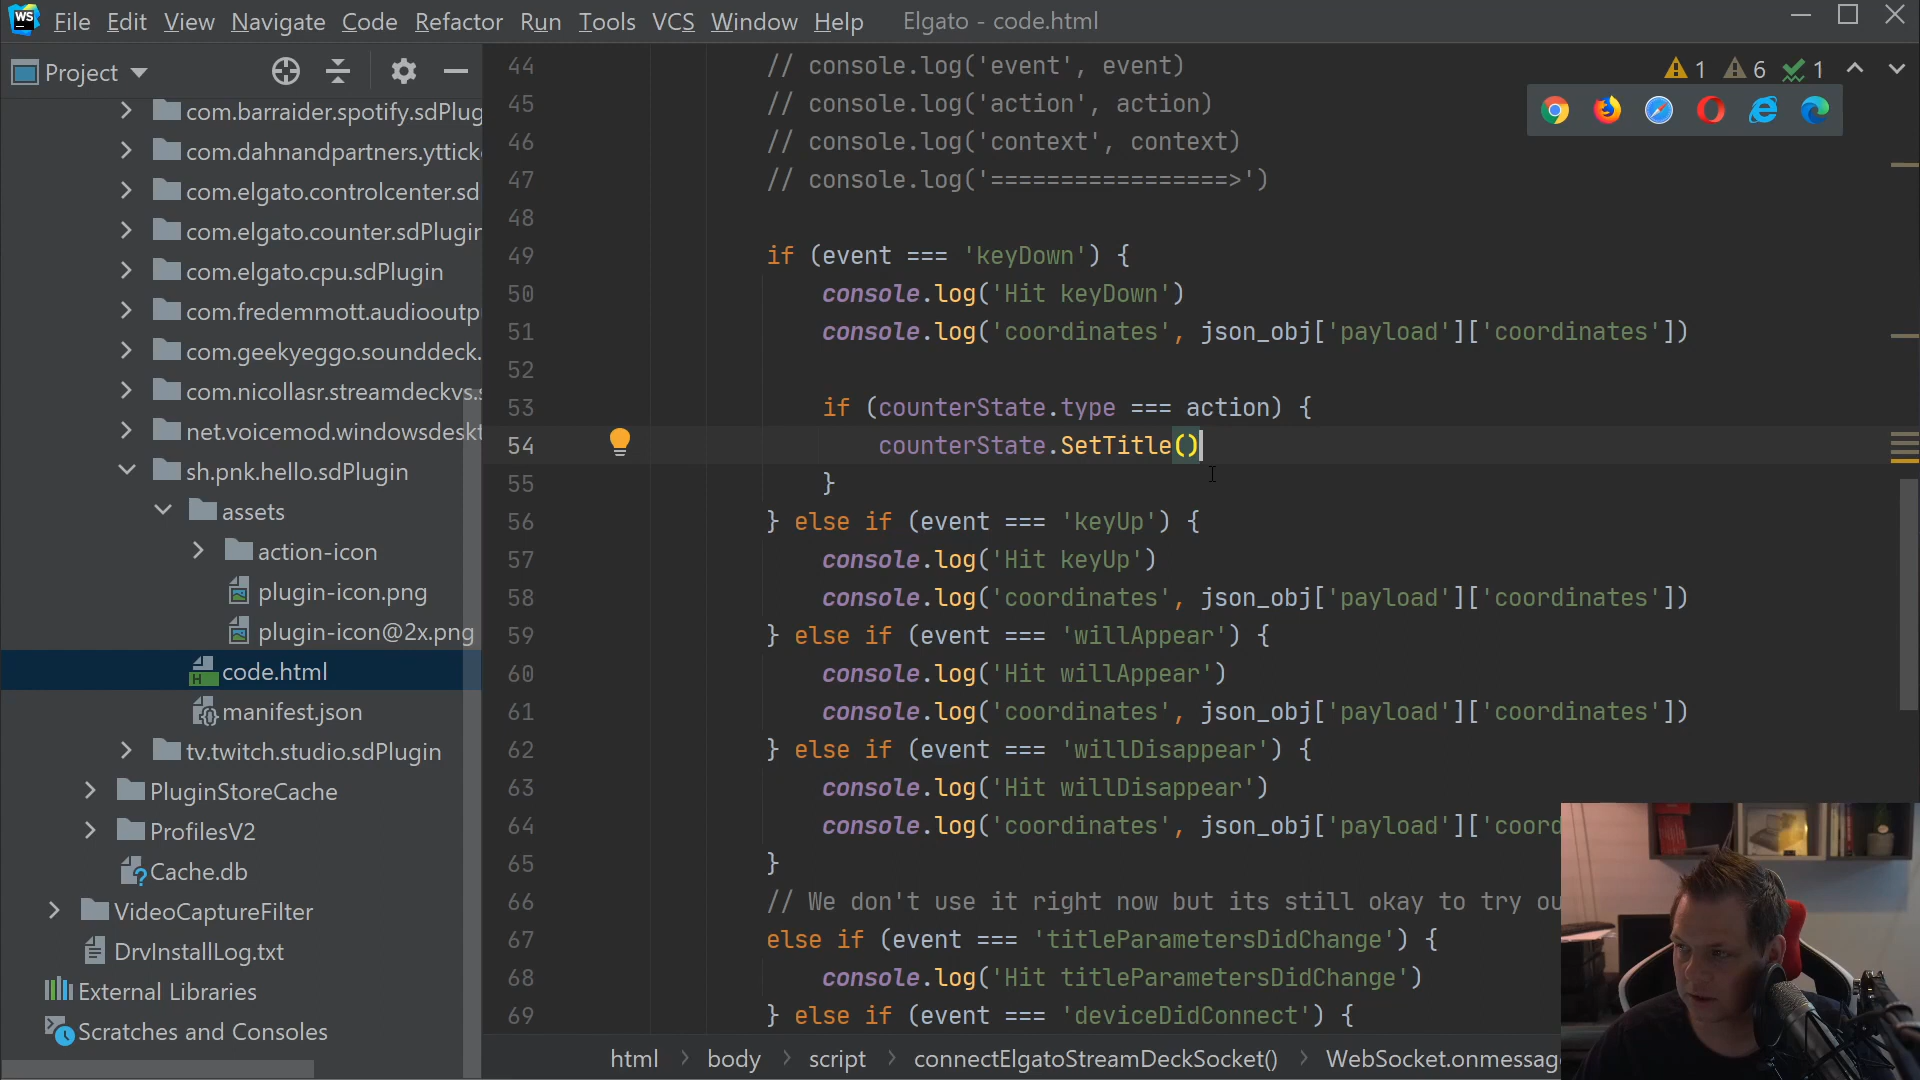 WS File Edit View Navigate Code Refactor Run Tools VCS Window Help Elgato - code.html
Project
com.barraider.spotify.sdPlug
com.dahnandpartners.yttick
com.elgato.controlcenter.sd
com.elgato.counter.sdPlugin
com.elgato.cpu.sdPlugin
com.fredemmott.audiooutp
com.geekyeggo.sounddeck.
com.nicollasr.streamdeckvs.s
net.voicemod.windowsdeskt
sh.pnk.hello.sdPlugin
assets
action-icon
plugin-icon.png
plugin-icon@2x.png
code.html
manifest.json
tv.twitch.studio.sdPlugin
PluginStoreCache
ProfilesV2
Cache.db
VideoCaptureFilter
DrvInstallLog.txt
External Libraries
Scratches and Consoles
1 6 1
44 // console.log('event', event)
45 // console.log('action', action)
46 // console.log('context', context)
47 // console.log('=================>')
48
49 if (event === 'keyDown') {
50 console.log('Hit keyDown')
51 console.log('coordinates', json_obj['payload']['coordinates'])
52
53 if (counterState.type === action) {
54 counterState.SetTitle()
55 }
56 } else if (event === 'keyUp') {
57 console.log('Hit keyUp')
58 console.log('coordinates', json_obj['payload']['coordinates'])
59 } else if (event === 'willAppear') {
60 console.log('Hit willAppear')
61 console.log('coordinates', json_obj['payload']['coordinates'])
62 } else if (event === 'willDisappear') {
63 console.log('Hit willDisappear')
64 console.log('coordinates', json_obj['payload']['coord
65 }
66 // We don't use it right now but its still okay to try ou
67 else if (event === 'titleParametersDidChange') {
68 console.log('Hit titleParametersDidChange')
69 } else if (event === 'deviceDidConnect') {
html body script connectElgatoStreamDeckSocket() WebSocket.onmessag